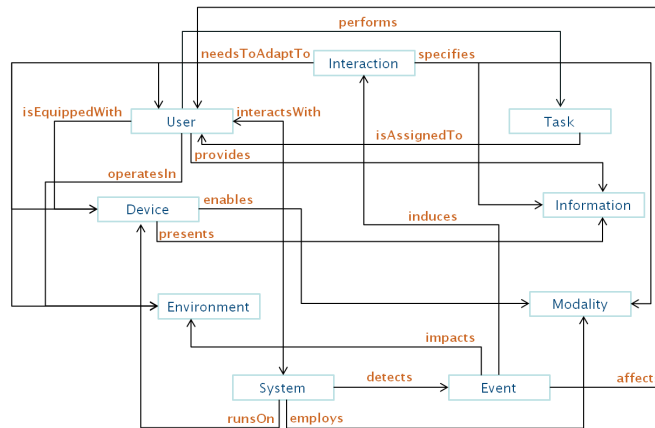 performs
needsToAdaptTo
specifies
Interaction
isEquippedWith
interactsWith
User
Task
isAssignedTo
provides
operatesIn
enables
Device
Information
induces
presents
Environment
Modality
impacts
detects
System
Event
affect
runsOn
employs